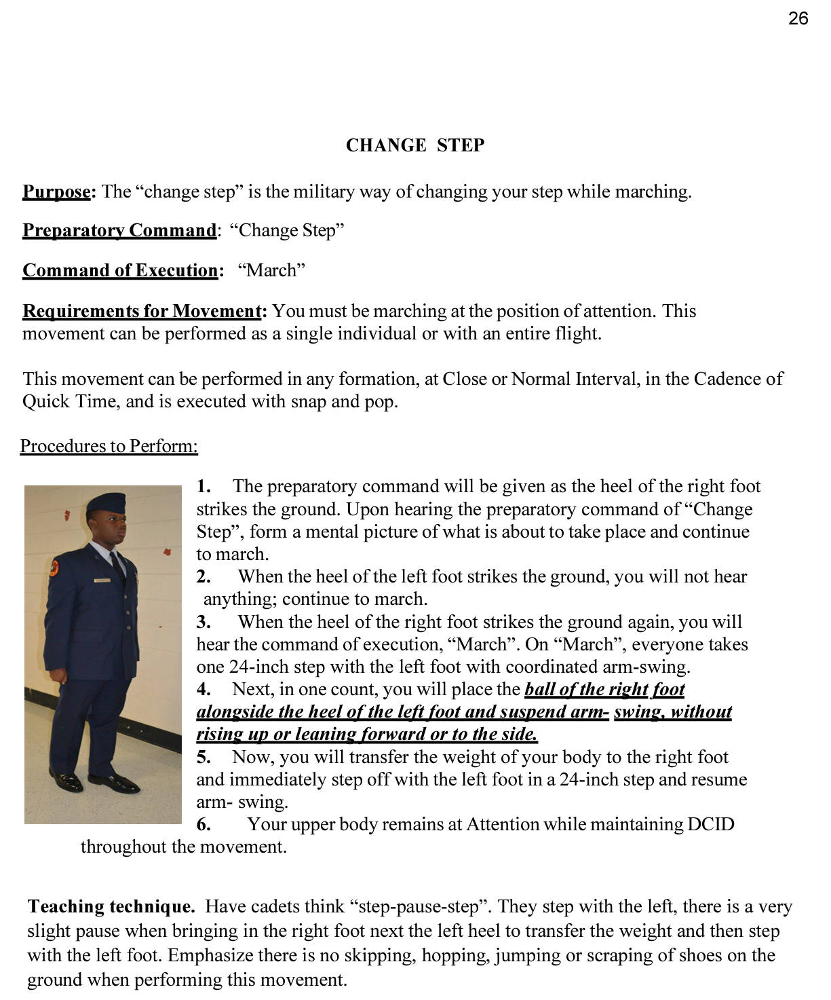 26
CHANGE  STEP
Purpose: The “change step” is the military way of changing your step while marching.
Preparatory Command:  “Change Step”
Command of Execution:   “March”
Requirements for Movement: You must be marching at the position of attention. This
movement can be performed as a single individual or with an entire flight.
This movement can be performed in any formation, at Close or Normal Interval, in the Cadence of
Quick Time, and is executed with snap and pop.
Procedures to Perform:
1.    The preparatory command will be given as the heel of the right foot
strikes the ground. Upon hearing the preparatory command of “Change
Step”, form a mental picture of what is about to take place and continue
to march.
2.     When the heel of the left foot strikes the ground, you will not hear
anything; continue to march.
3.     When the heel of the right foot strikes the ground again, you will
hear the command of execution, “March”. On “March”, everyone takes
one 24-inch step with the left foot with coordinated arm-swing.
4.    Next, in one count, you will place the ball of the right foot
alongside the heel of the left foot and suspend arm- swing, without
rising up or leaning forward or to the side.
5.    Now, you will transfer the weight of your body to the right foot
and immediately step off with the left foot in a 24-inch step and resume
arm- swing.
6.       Your upper body remains at Attention while maintaining DCID
throughout the movement.
Teaching technique.  Have cadets think “step-pause-step”. They step with the left, there is a very
slight pause when bringing in the right foot next the left heel to transfer the weight and then step
with the left foot. Emphasize there is no skipping, hopping, jumping or scraping of shoes on the
ground when performing this movement.